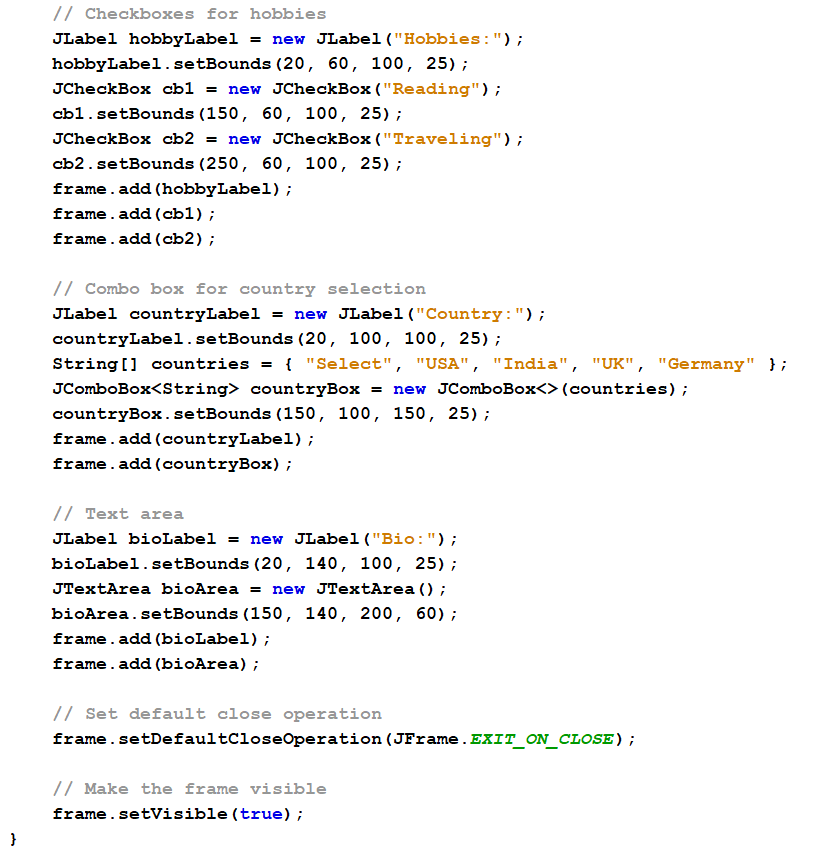 // Checkboxes for hobbies
JLabel hobbyLabel = new JLabel("Hobbies:");
hobbyLabel.setBounds(20, 60, 100, 25);
JCheckBox cb1 = new JCheckBox("Reading");
cb1.setBounds(150, 60, 100, 25);
JCheckBox cb2 = new JCheckBox("Traveling");
cb2.setBounds(250, 60, 100, 25);
frame.add(hobbyLabel);
frame.add(cb1);
frame.add(cb2);
// Combo box for country selection
JLabel countryLabel = new JLabel("Country:");
countryLabel.setBounds(20, 100, 100, 25);
String[] countries = { "Select", "USA", "India", "UK", "Germany" };
JComboBox<String> countryBox = new JComboBox<>(countries);
countryBox.setBounds(150, 100, 150, 25);
frame.add(countryLabel);
frame.add(countryBox);
// Text area
JLabel bioLabel = new JLabel("Bio:");
bioLabel.setBounds(20, 140, 100, 25);
JTextArea bioArea = new JTextArea();
bioArea.setBounds(150, 140, 200, 60);
frame.add(bioLabel);
frame.add(bioArea);
// Set default close operation
frame.setDefaultCloseOperation(JFrame.EXIT_ON_CLOSE);
// Make the frame visible
frame.setVisible(true);
}